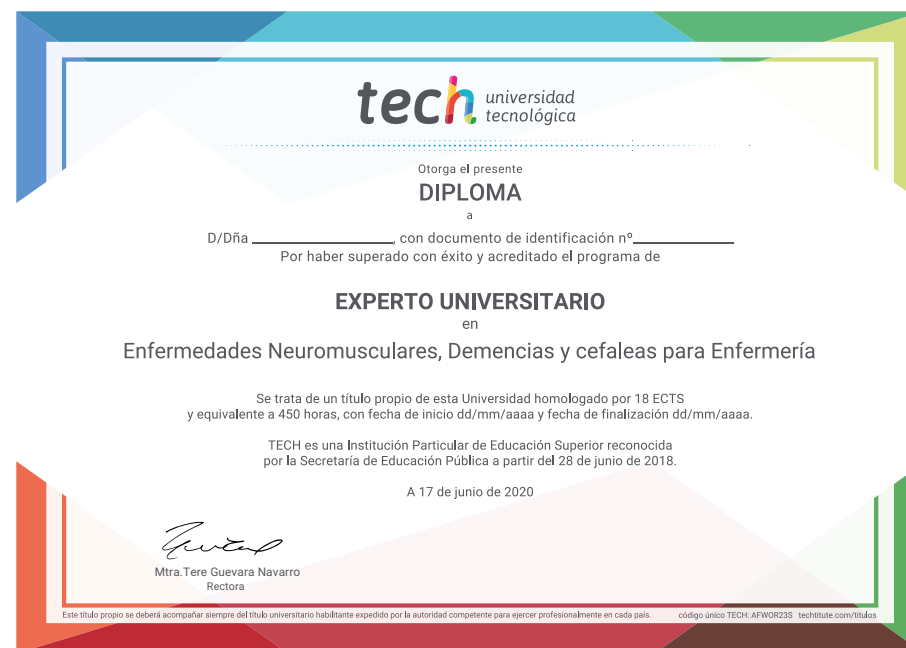 tech universidad
tecnológica
Otorga el presente
DIPLOMA
a
D/Dña ____________, con documento de identificación nº____________
Por haber superado con éxito y acreditado el programa de
EXPERTO UNIVERSITARIO
en
Enfermedades Neuromusculares, Demencias y cefaleas para Enfermería
Se trata de un título propio de esta Universidad homologado por 18 ECTS
y equivalente a 450 horas, con fecha de inicio dd/mm/aaaa y fecha de finalización dd/mm/aaaa.
TECH es una Institución Particular de Educación Superior reconocida
por la Secretaría de Educación Pública a partir del 28 de junio de 2018.
A 17 de junio de 2020
Mtra.Tere Guevara Navarro
Rectora
Este título propio se deberá acompañar siempre del título universitario habilitante expedido por la autoridad competente para ejercer profesionalmente en cada país. código único TECH: AFWOR23S techtitute.com/titulos